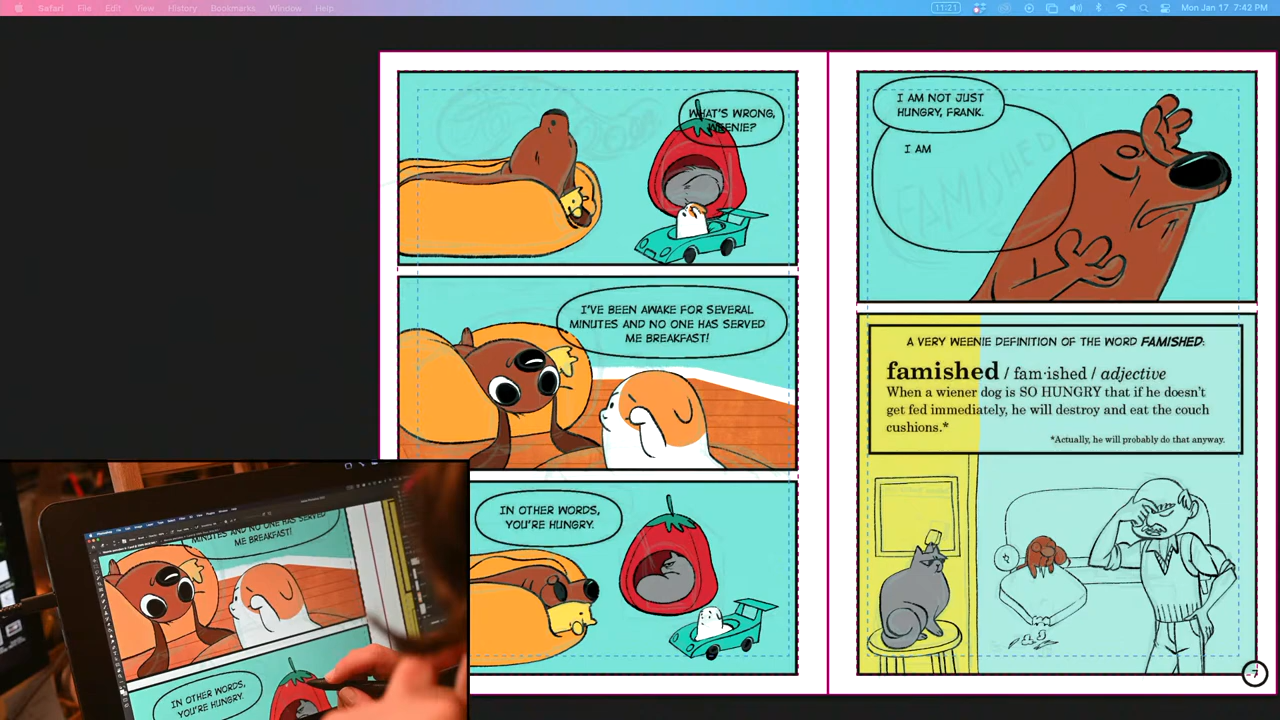 Safari File Edit View History Bookmarks Window Help 11:21 Mon Jan 17 7:42 PM
WHAT'S WRONG,
WEENIE?
I'VE BEEN AWAKE FOR SEVERAL
MINUTES AND NO ONE HAS SERVED
ME BREAKFAST!
IN OTHER WORDS,
YOU'RE HUNGRY.
I AM NOT JUST
HUNGRY, FRANK.
I AM
FAMISHED
A VERY WEENIE DEFINITION OF THE WORD FAMISHED:
famished / fam·ished / adjective
When a wiener dog is SO HUNGRY that if he doesn't
get fed immediately, he will destroy and eat the couch
cushions.*
*Actually, he will probably do that anyway.
7
MINUTES AND NO ONE HAS SERVED
ME BREAKFAST!
IN OTHER WORDS,
YOU'RE HUNGRY.